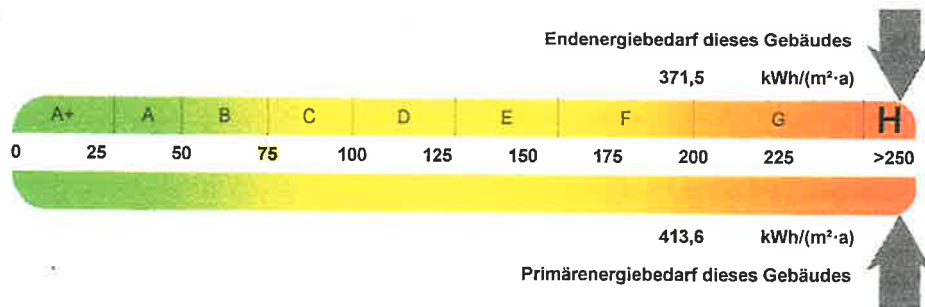 Endenergiebedarf dieses Gebäudes
371,5 kWh/(m²·a)
A+ A B C D E F G H
0 25 50 75 100 125 150 175 200 225 >250
413,6 kWh/(m²·a)
Primärenergiebedarf dieses Gebäudes